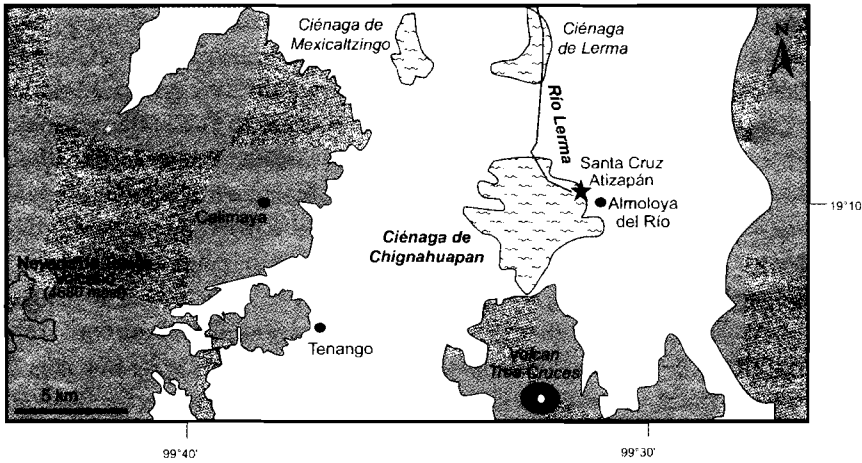 Ciénaga de
Mexicaltzingo
Ciénaga
de Lerma
N
Río Lerma
Santa Cruz
Atizapán
Almoloya
del Río
19°10
Calimaya
Ciénaga de
Chignahuapan
Tenango
Volcan
Tres Cruces
5 km
99°40'
99°30'